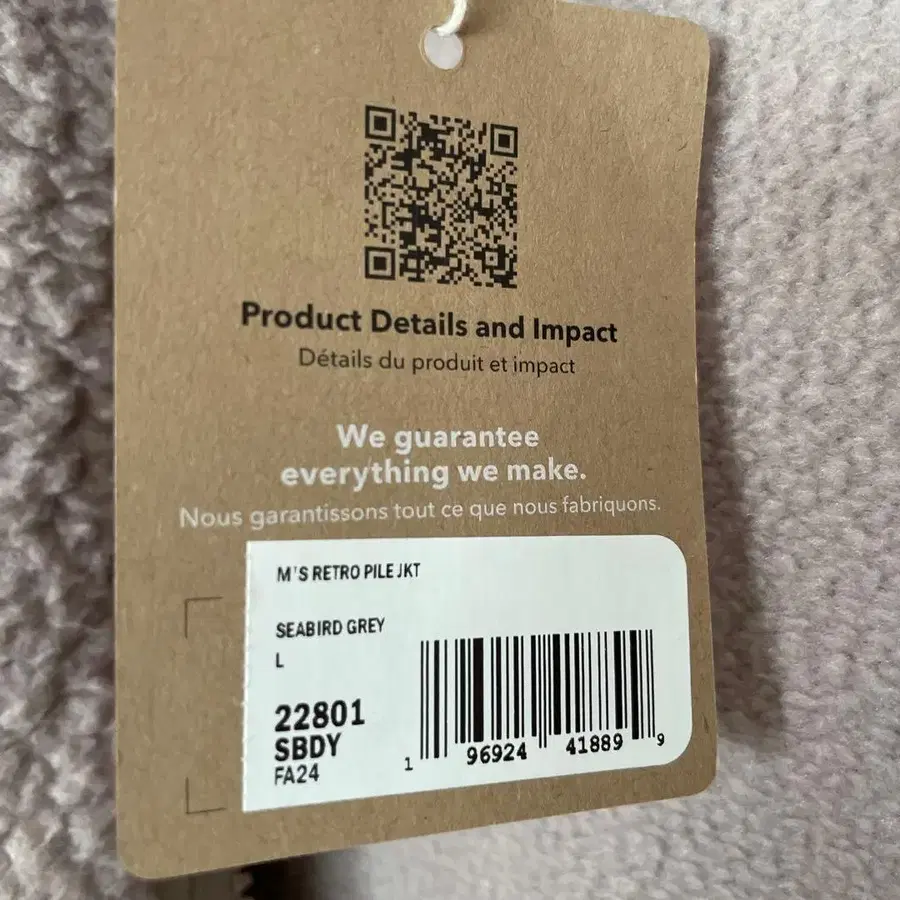 Product Details and Impact
Détails du produit et impact
We guarantee
everything we make.
Nous garantissons tout ce que nous fabriquons.
M'S RETRO PILE JKT
SEABIRD GREY
L
22801
SBDY
FA24
1 96924 41889 9